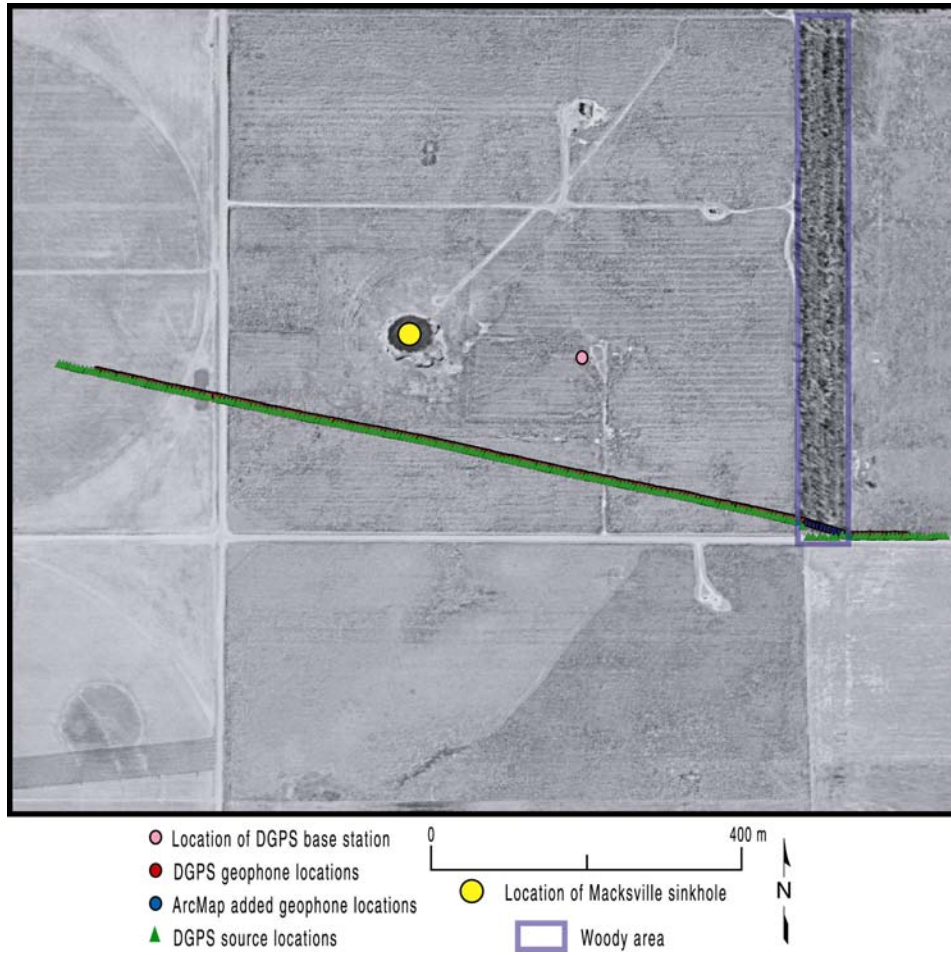 Location of DGPS base station
DGPS geophone locations
ArcMap added geophone locations
DGPS source locations
0 400 m
Location of Macksville sinkhole
Woody area
N